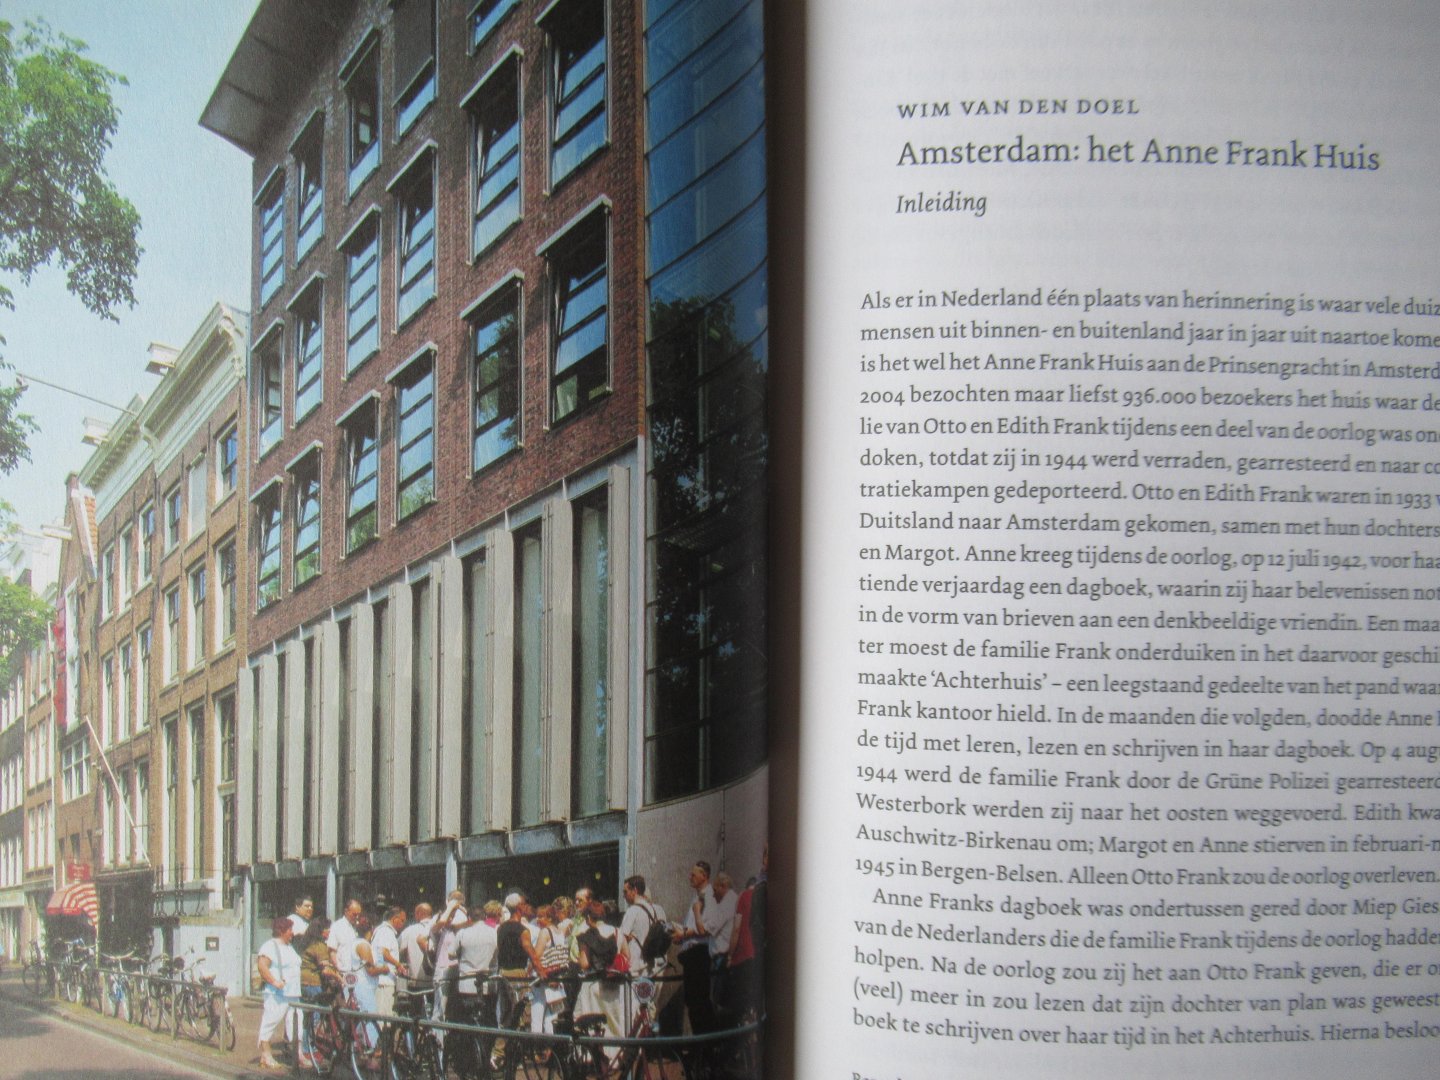 WIM VAN DEN DOEL
Amsterdam: het Anne Frank Huis
Inleiding
Als er in Nederland één plaats van herinnering is waar vele duiz
mensen uit binnen- en buitenland jaar in jaar uit naartoe kome
is het wel het Anne Frank Huis aan de Prinsengracht in Amsterd
2004 bezochten maar liefst 936.000 bezoekers het huis waar de
lie van Otto en Edith Frank tijdens een deel van de oorlog was on
doken, totdat zij in 1944 werd verraden, gearresteerd en naar co
tratiekampen gedeporteerd. Otto en Edith Frank waren in 1933 v
Duitsland naar Amsterdam gekomen, samen met hun dochters
en Margot. Anne kreeg tijdens de oorlog, op 12 juli 1942, voor haa
tiende verjaardag een dagboek, waarin zij haar belevenissen not
in de vorm van brieven aan een denkbeeldige vriendin. Een maa
ter moest de familie Frank onderduiken in het daarvoor geschi
maakte ‘Achterhuis’ – een leegstaand gedeelte van het pand waar
Frank kantoor hield. In de maanden die volgden, doodde Anne
de tijd met leren, lezen en schrijven in haar dagboek. Op 4 aug
1944 werd de familie Frank door de Grüne Polizei gearresteerd
Westerbork werden zij naar het oosten weggevoerd. Edith kwa
Auschwitz-Birkenau om; Margot en Anne stierven in februari-m
1945 in Bergen-Belsen. Alleen Otto Frank zou de oorlog overleven.
Anne Franks dagboek was ondertussen gered door Miep Gies
van de Nederlanders die de familie Frank tijdens de oorlog hadde
holpen. Na de oorlog zou zij het aan Otto Frank geven, die er o
(veel) meer in zou lezen dat zijn dochter van plan was geweest
boek te schrijven over haar tijd in het Achterhuis. Hierna besloo